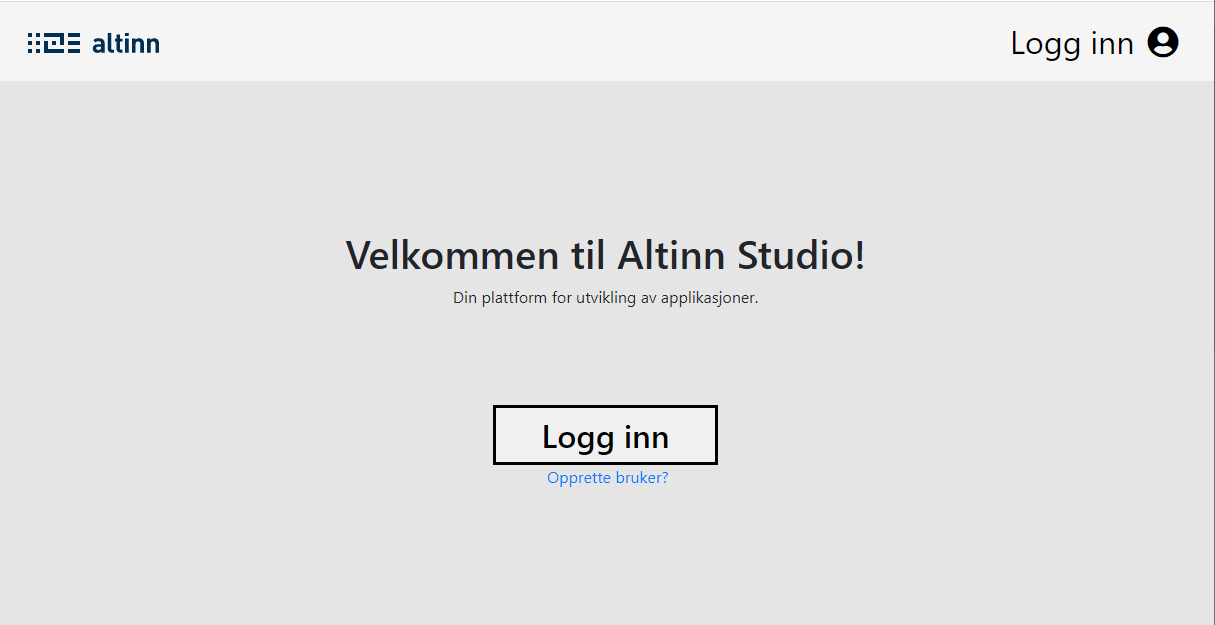 altinn
Logg inn
Velkommen til Altinn Studio!
Din plattform for utvikling av applikasjoner.
Logg inn
Opprette bruker?